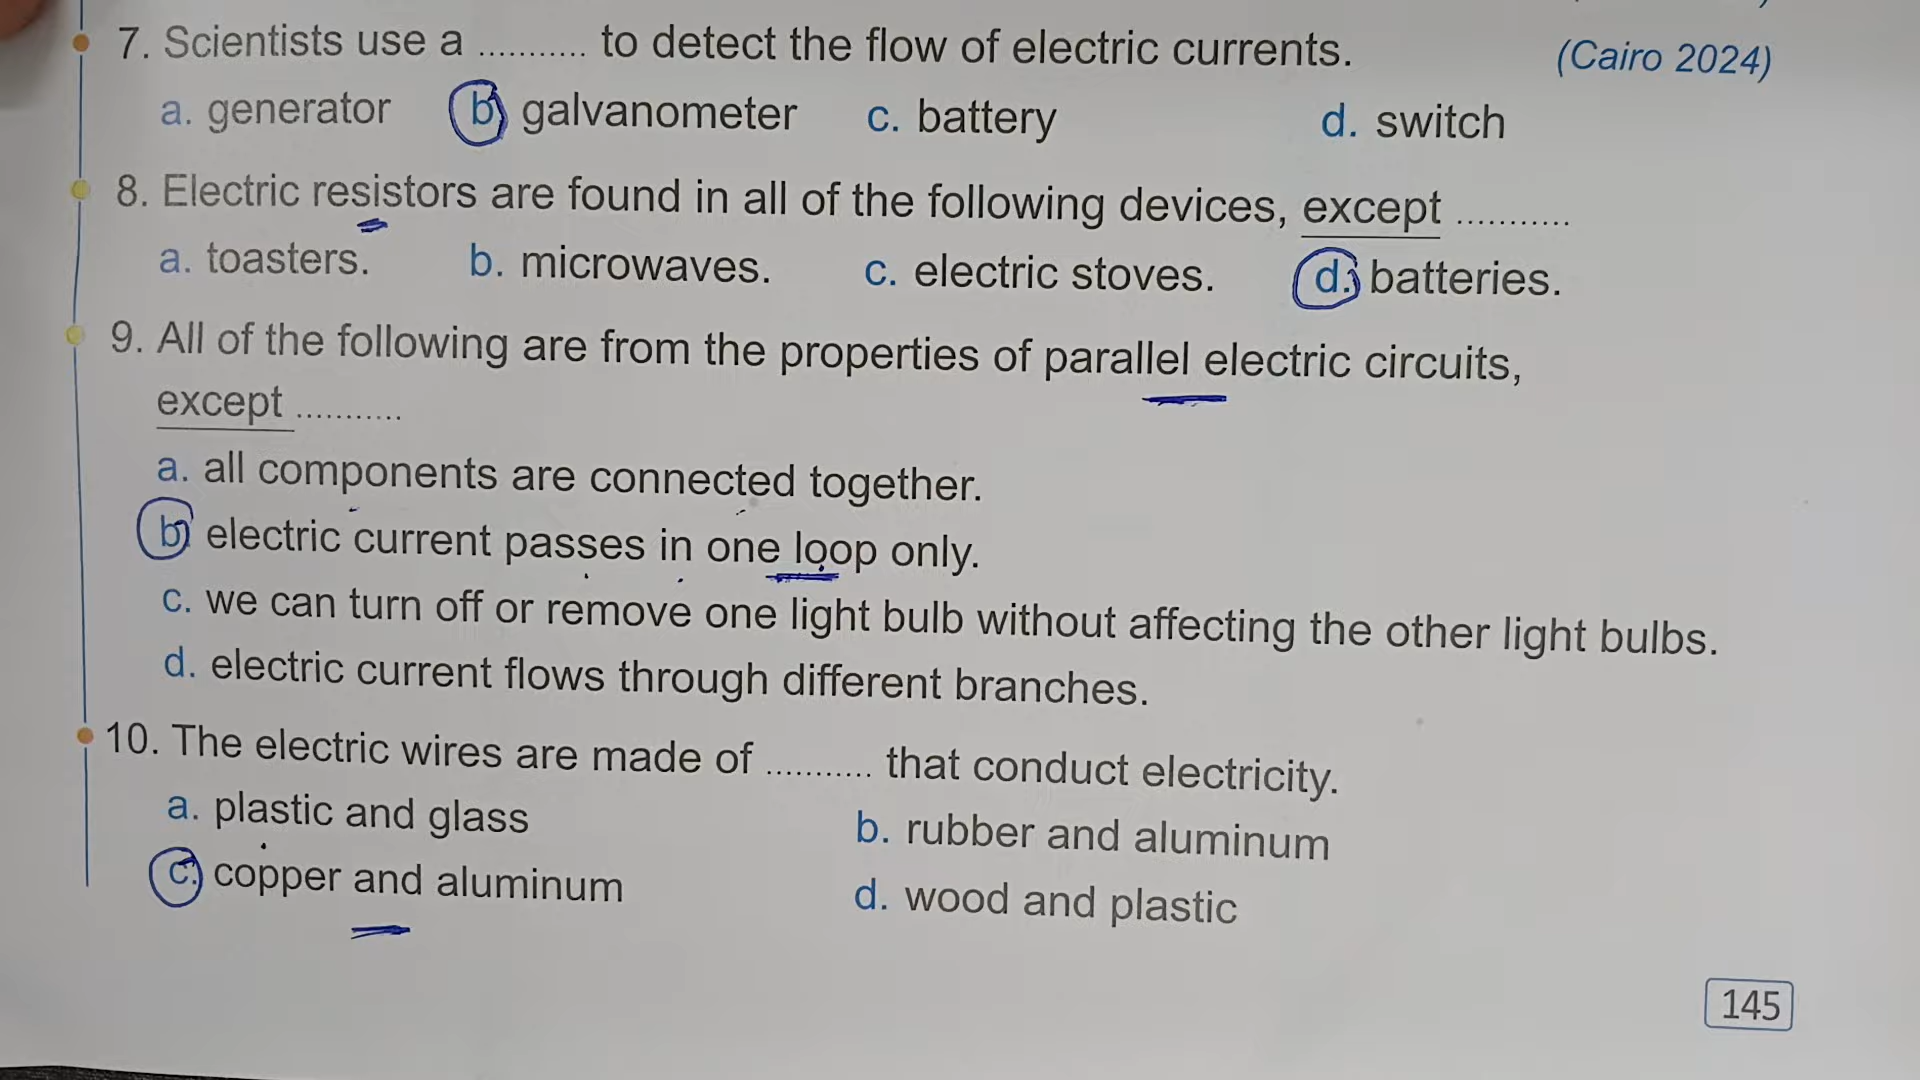 7. Scientists use a ........... to detect the flow of electric currents. (Cairo 2024)
a. generator b. galvanometer c. battery d. switch
8. Electric resistors are found in all of the following devices, except ...........
a. toasters. b. microwaves. c. electric stoves. d. batteries.
9. All of the following are from the properties of parallel electric circuits,
except ...........
a. all components are connected together.
b. electric current passes in one loop only.
c. we can turn off or remove one light bulb without affecting the other light bulbs.
d. electric current flows through different branches.
10. The electric wires are made of ........... that conduct electricity.
a. plastic and glass b. rubber and aluminum
c. copper and aluminum d. wood and plastic
145